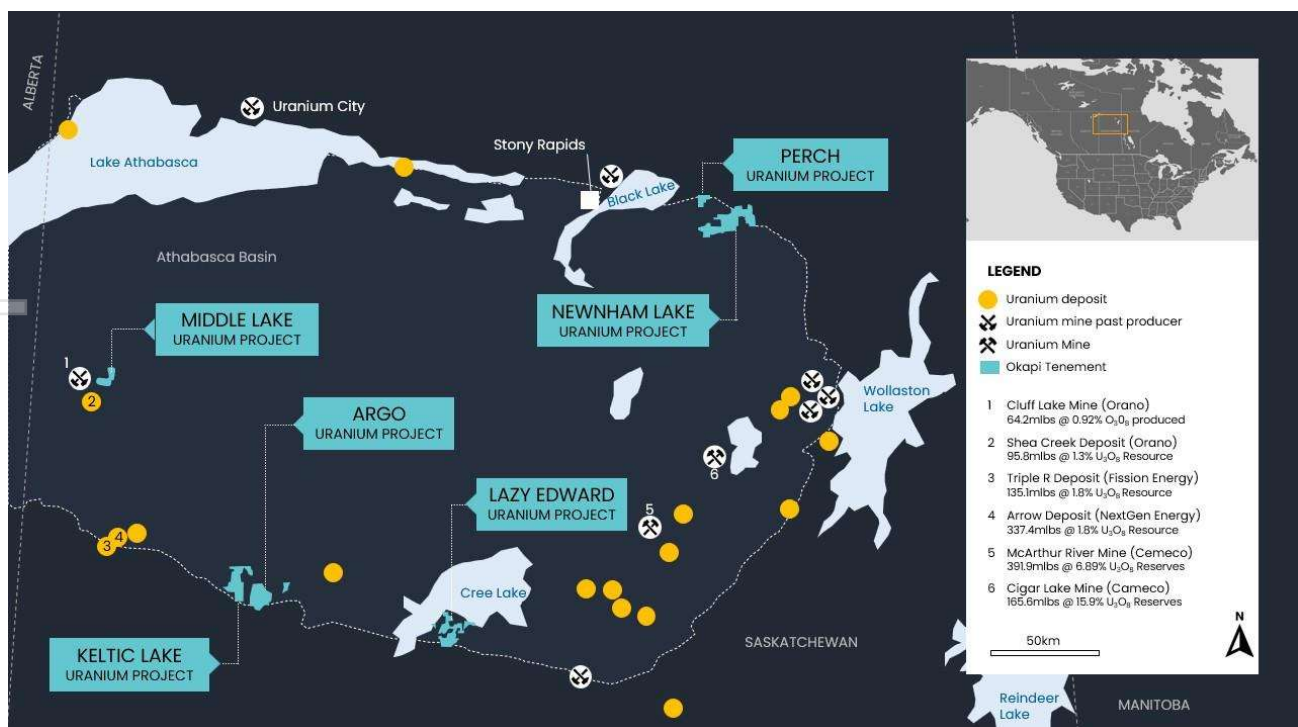 ALBERTA
Uranium City
Lake Athabasca
Stony Rapids
Black Lake
PERCH
URANIUM PROJECT
Athabasca Basin
MIDDLE LAKE
URANIUM PROJECT
NEWNHAM LAKE
URANIUM PROJECT
1
2
ARGO
URANIUM PROJECT
Wollaston
Lake
LAZY EDWARD
URANIUM PROJECT
6
5
4
3
Cree Lake
KELTIC LAKE
URANIUM PROJECT
SASKATCHEWAN
Reindeer
Lake
MANITOBA
LEGEND
Uranium deposit
Uranium mine past producer
Uranium Mine
Okapi Tenement
1 Cluff Lake Mine (Orano)
64.2mlbs @ 0.92% O₃0₈ produced
2 Shea Creek Deposit (Orano)
95.8mlbs @ 1.3% U₃O₈ Resource
3 Triple R Deposit (Fission Energy)
135.1mlbs @ 1.8% U₃O₈ Resource
4 Arrow Deposit (NextGen Energy)
337.4mlbs @ 1.8% U₃O₈ Resource
5 McArthur River Mine (Cemeco)
391.9mlbs @ 6.89% U₃O₈ Reserves
6 Cigar Lake Mine (Cameco)
165.6mlbs @ 15.9% U₃O₈ Reserves
50km
N